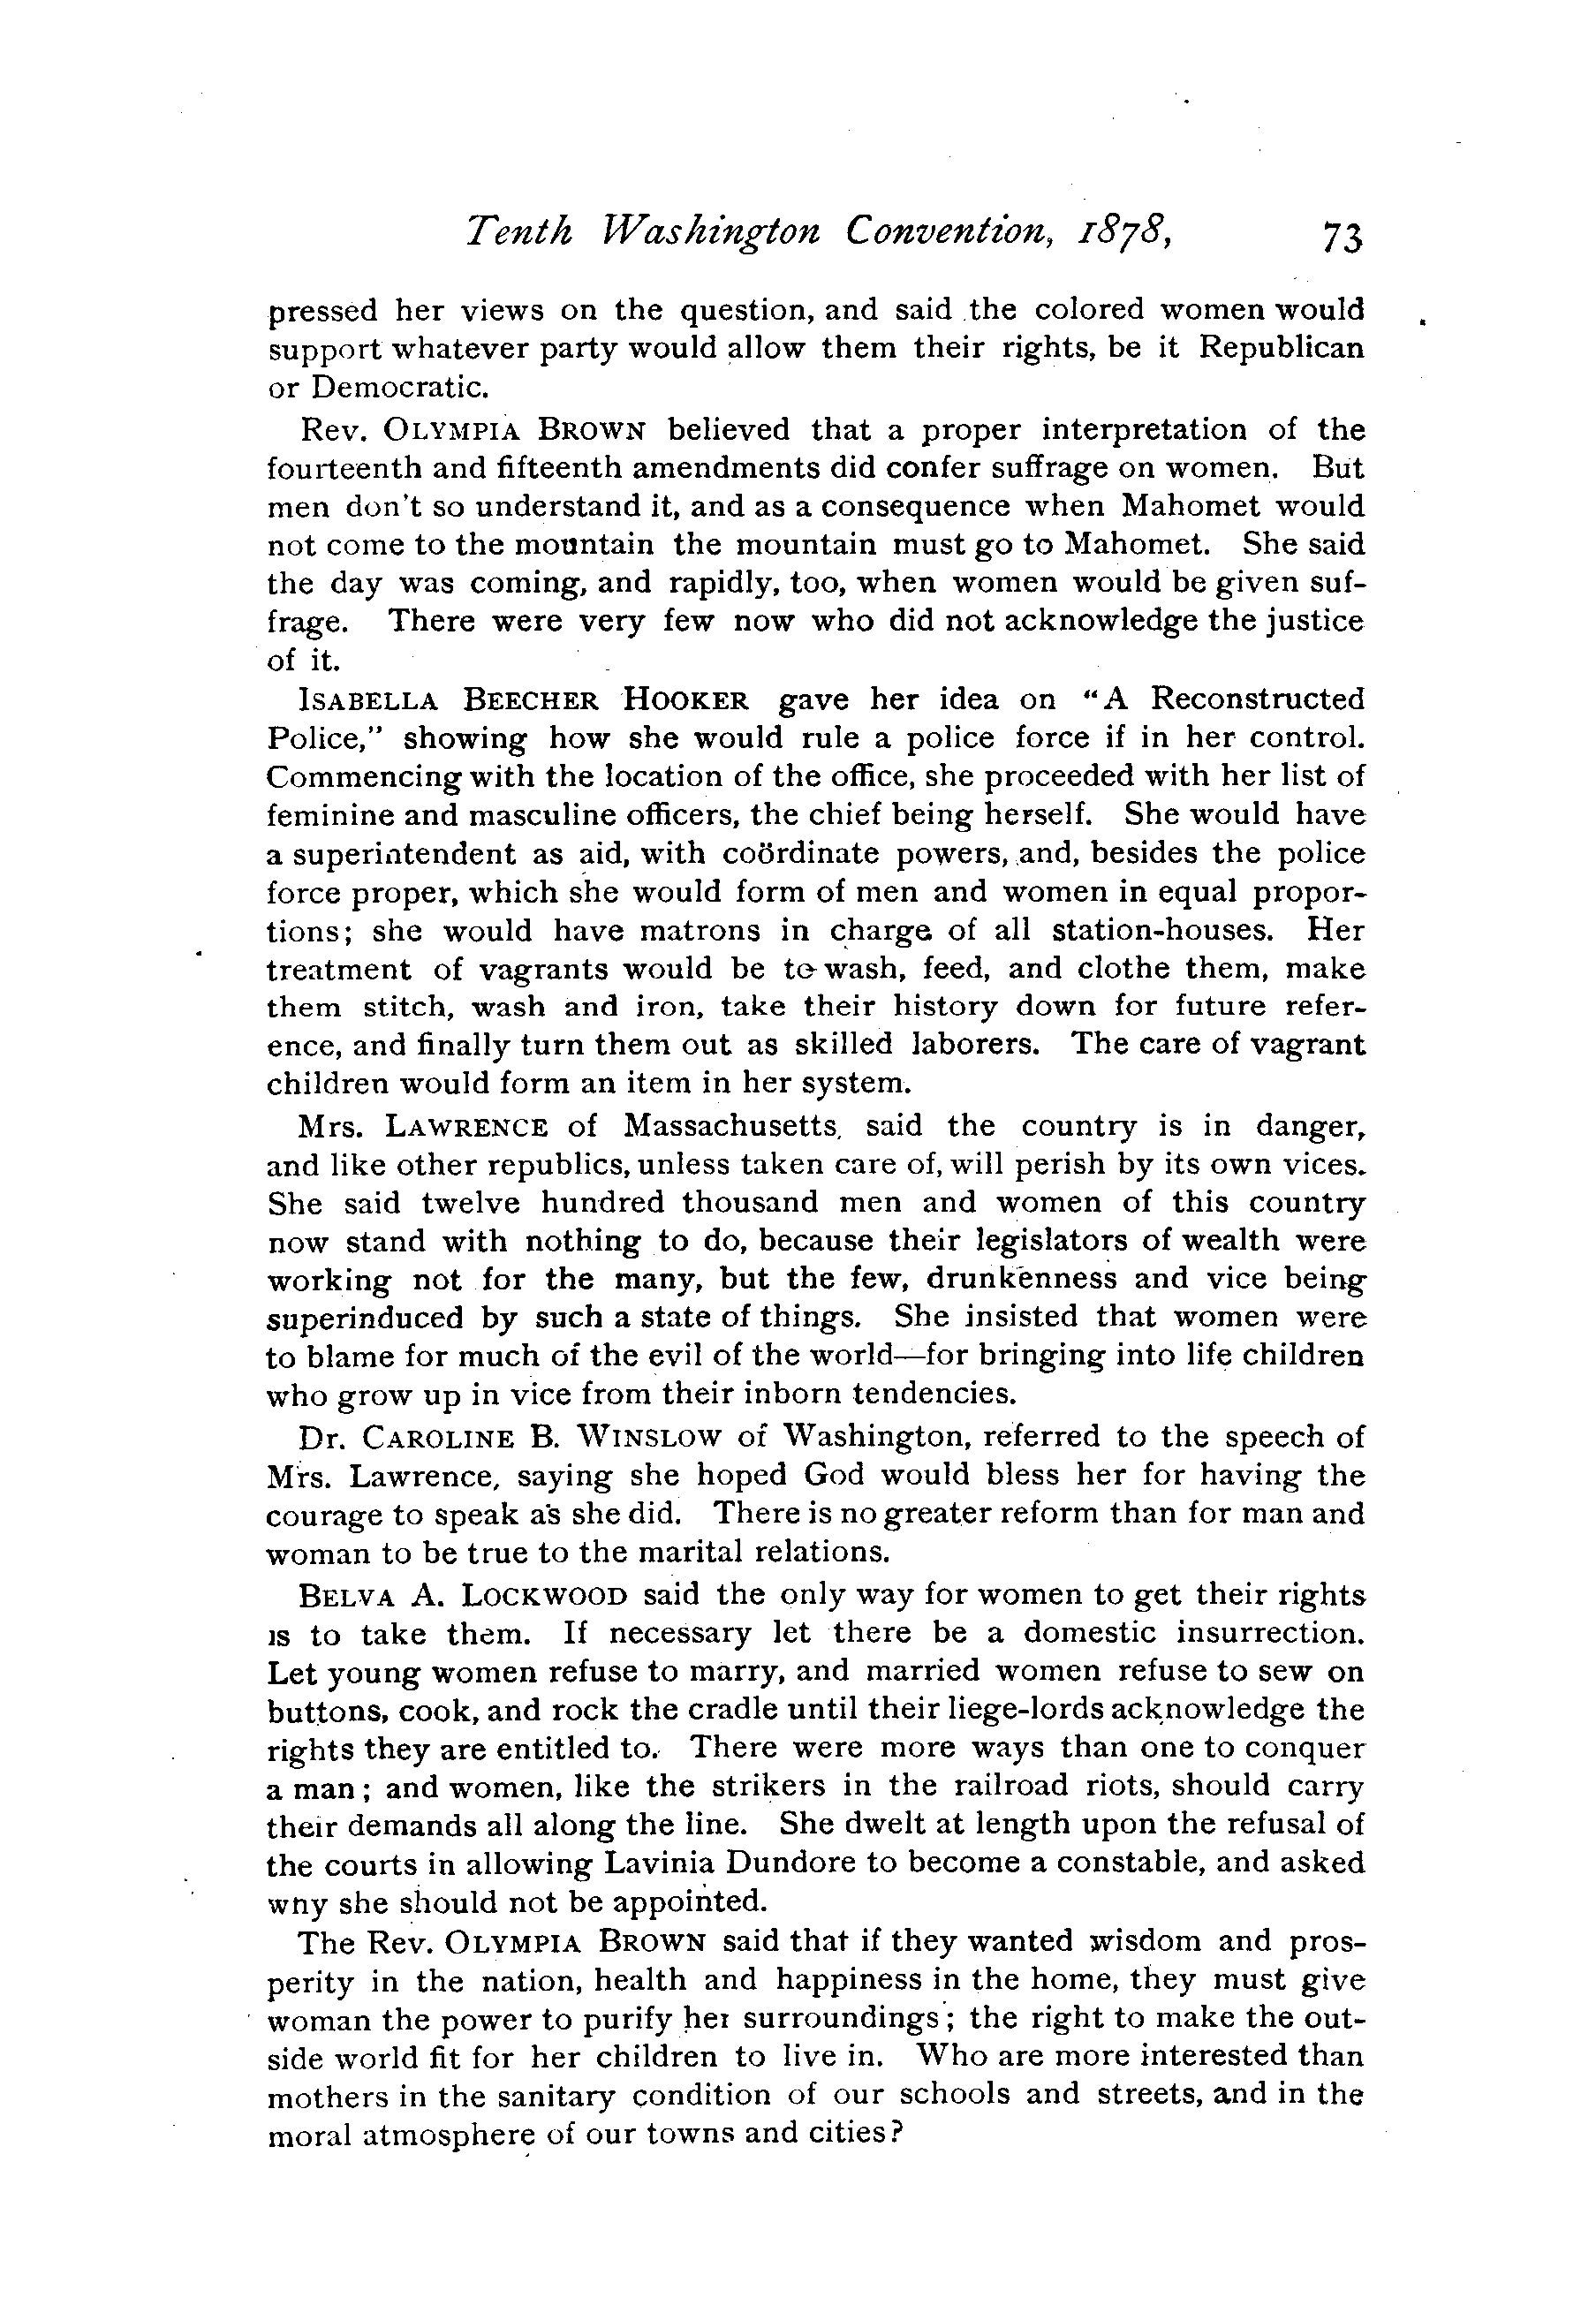 Tenth Washington Convention, 1878, 73
pressed her views on the question, and said the colored women would
support whatever party would allow them their rights, be it Republican
or Democratic.
Rev. OLYMPIA BROWN believed that a proper interpretation of the
fourteenth and fifteenth amendments did confer suffrage on women. But
men don't so understand it, and as a consequence when Mahomet would
not come to the mountain the mountain must go to Mahomet. She said
the day was coming, and rapidly, too, when women would be given suf-
frage. There were very few now who did not acknowledge the justice
of it.
ISABELLA BEECHER HOOKER gave her idea on "A Reconstructed
Police," showing how she would rule a police force if in her control.
Commencing with the location of the office, she proceeded with her list of
feminine and masculine officers, the chief being herself. She would have
a superintendent as aid, with coördinate powers, and, besides the police
force proper, which she would form of men and women in equal propor-
tions; she would have matrons in charge of all station-houses. Her
treatment of vagrants would be to wash, feed, and clothe them, make
them stitch, wash and iron, take their history down for future refer-
ence, and finally turn them out as skilled laborers. The care of vagrant
children would form an item in her system.
Mrs. LAWRENCE of Massachusetts, said the country is in danger,
and like other republics, unless taken care of, will perish by its own vices.
She said twelve hundred thousand men and women of this country
now stand with nothing to do, because their legislators of wealth were
working not for the many, but the few, drunkenness and vice being
superinduced by such a state of things. She insisted that women were
to blame for much of the evil of the world—for bringing into life children
who grow up in vice from their inborn tendencies.
Dr. CAROLINE B. WINSLOW of Washington, referred to the speech of
Mrs. Lawrence, saying she hoped God would bless her for having the
courage to speak as she did. There is no greater reform than for man and
woman to be true to the marital relations.
BELVA A. LOCKWOOD said the only way for women to get their rights
is to take them. If necessary let there be a domestic insurrection.
Let young women refuse to marry, and married women refuse to sew on
buttons, cook, and rock the cradle until their liege-lords acknowledge the
rights they are entitled to. There were more ways than one to conquer
a man; and women, like the strikers in the railroad riots, should carry
their demands all along the line. She dwelt at length upon the refusal of
the courts in allowing Lavinia Dundore to become a constable, and asked
why she should not be appointed.
The Rev. OLYMPIA BROWN said that if they wanted wisdom and pros-
perity in the nation, health and happiness in the home, they must give
woman the power to purify her surroundings; the right to make the out-
side world fit for her children to live in. Who are more interested than
mothers in the sanitary condition of our schools and streets, and in the
moral atmosphere of our towns and cities?